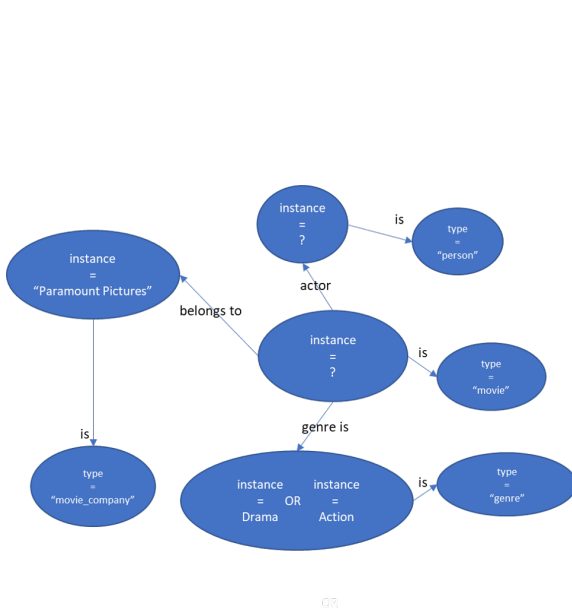 instance
=
?
is
type
=
"person"
instance
=
"Paramount Pictures"
actor
belongs to
instance
=
?
is
type
=
"movie"
genre is
is
type
=
"movie_company"
instance instance
= OR =
Drama Action
is
type
=
"genre"
OR